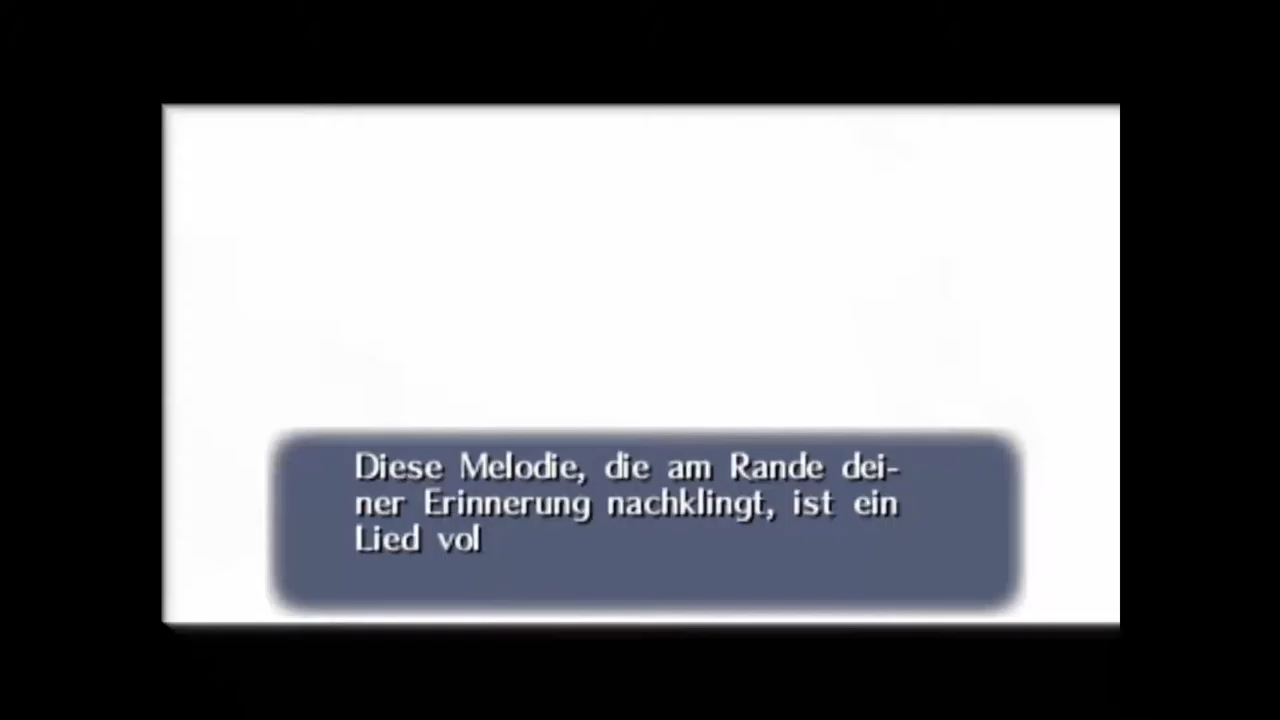 Diese Melodie, die am Rande dei-
ner Erinnerung nachklingt, ist ein
Lied vol